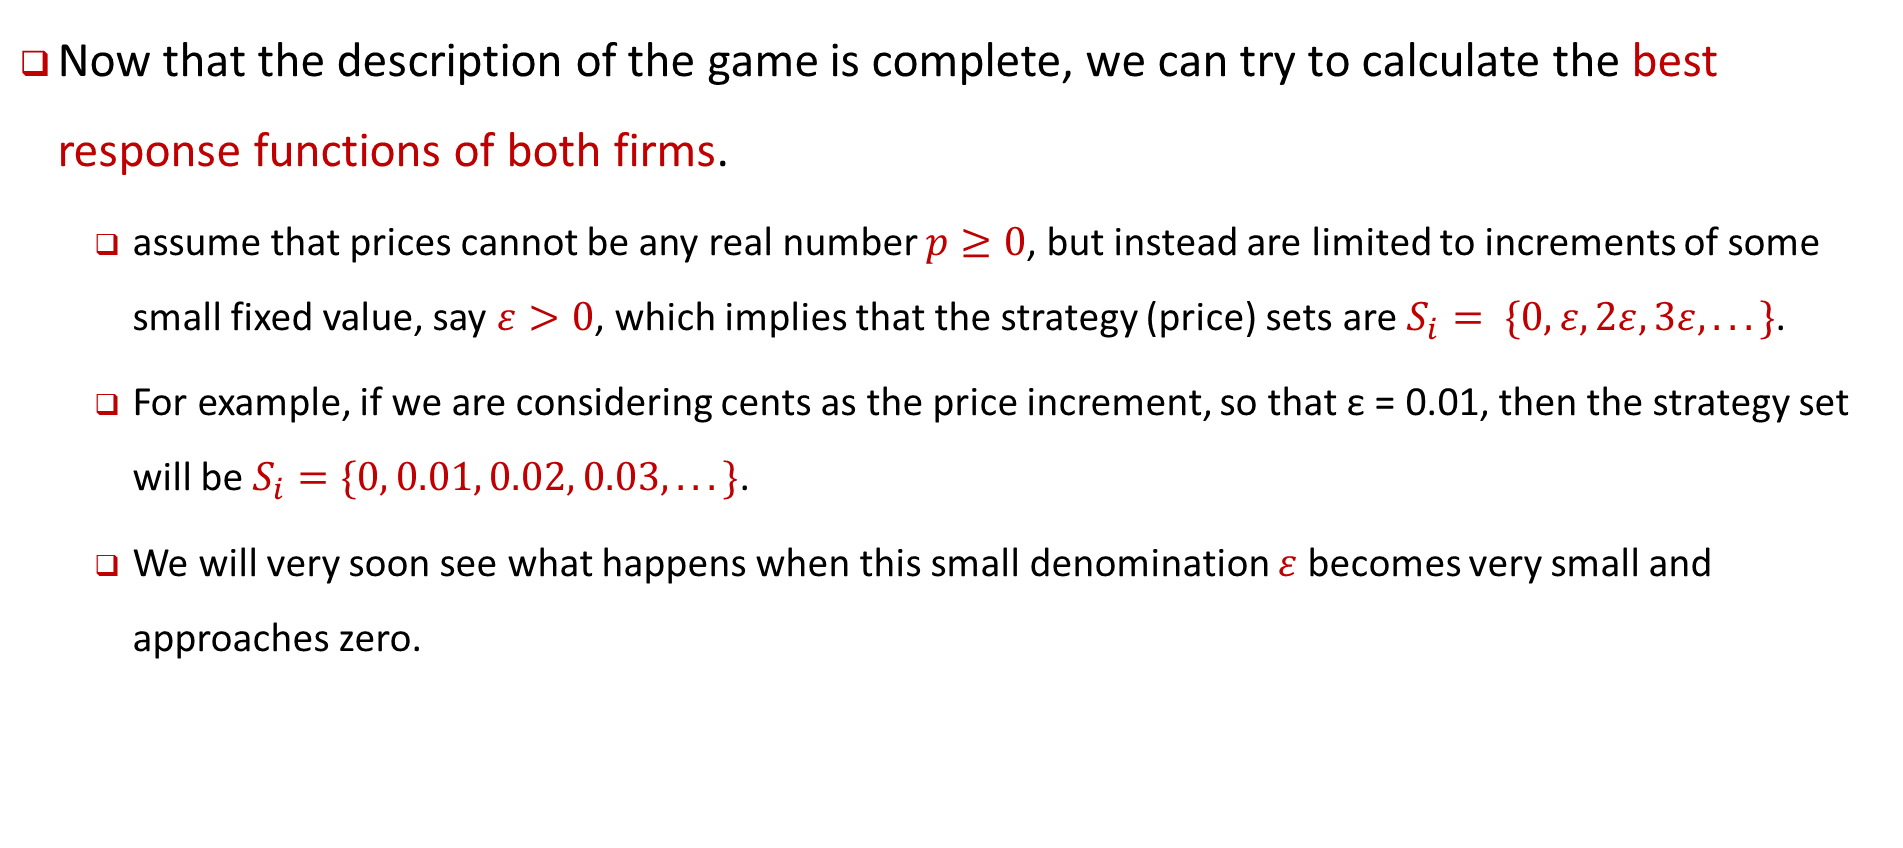 ❑ Now that the description of the game is complete, we can try to calculate the best
response functions of both firms.
❑ assume that prices cannot be any real number p ≥ 0, but instead are limited to increments of some
small fixed value, say ε > 0, which implies that the strategy (price) sets are Sᵢ = {0, ε, 2ε, 3ε, . . . }.
❑ For example, if we are considering cents as the price increment, so that ε = 0.01, then the strategy set
will be Sᵢ = {0, 0.01, 0.02, 0.03, . . . }.
❑ We will very soon see what happens when this small denomination ε becomes very small and
approaches zero.